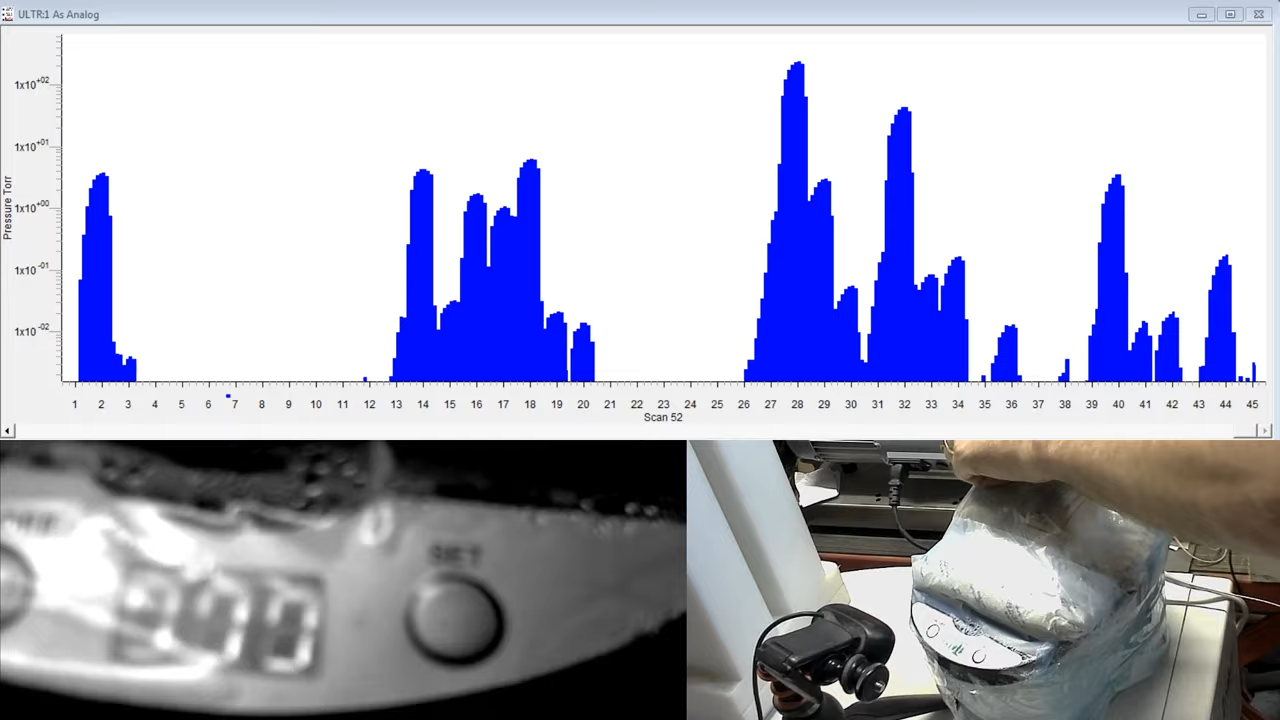 ULTR:1 As Analog
1x10+02
1x10+01
1x10+00
1x10-01
1x10-02
Pressure Torr
1 2 3 4 5 6 7 8 9 10 11 12 13 14 15 16 17 18 19 20 21 22 23 24 25 26 27 28 29 30 31 32 33 34 35 36 37 38 39 40 41 42 43 44 45
Scan 52
SET